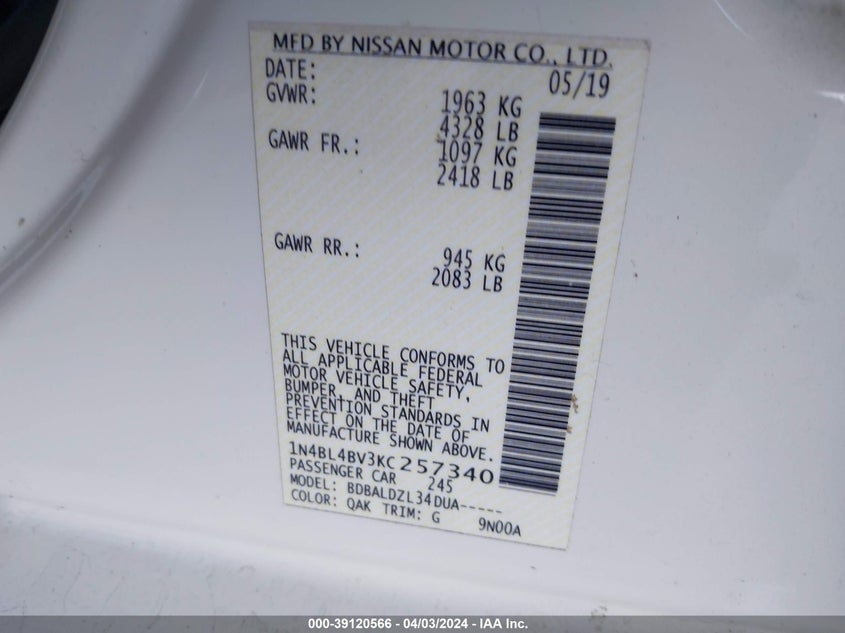 MFD BY NISSAN MOTOR CO., LTD.
DATE: 05/19
GVWR: 1963 KG
4328 LB
GAWR FR.: 1097 KG
2418 LB
GAWR RR.: 945 KG
2083 LB
THIS VEHICLE CONFORMS TO
ALL APPLICABLE FEDERAL
MOTOR VEHICLE SAFETY,
BUMPER, AND THEFT
PREVENTION STANDARDS IN
EFFECT ON THE DATE OF
MANUFACTURE SHOWN ABOVE.
1N4BL4BV3KC257340
PASSENGER CAR 245
MODEL: BDBALDZL34DUA-----
COLOR: QAK TRIM: G 9N00A
000-39120566 - 04/03/2024 - IAA Inc.